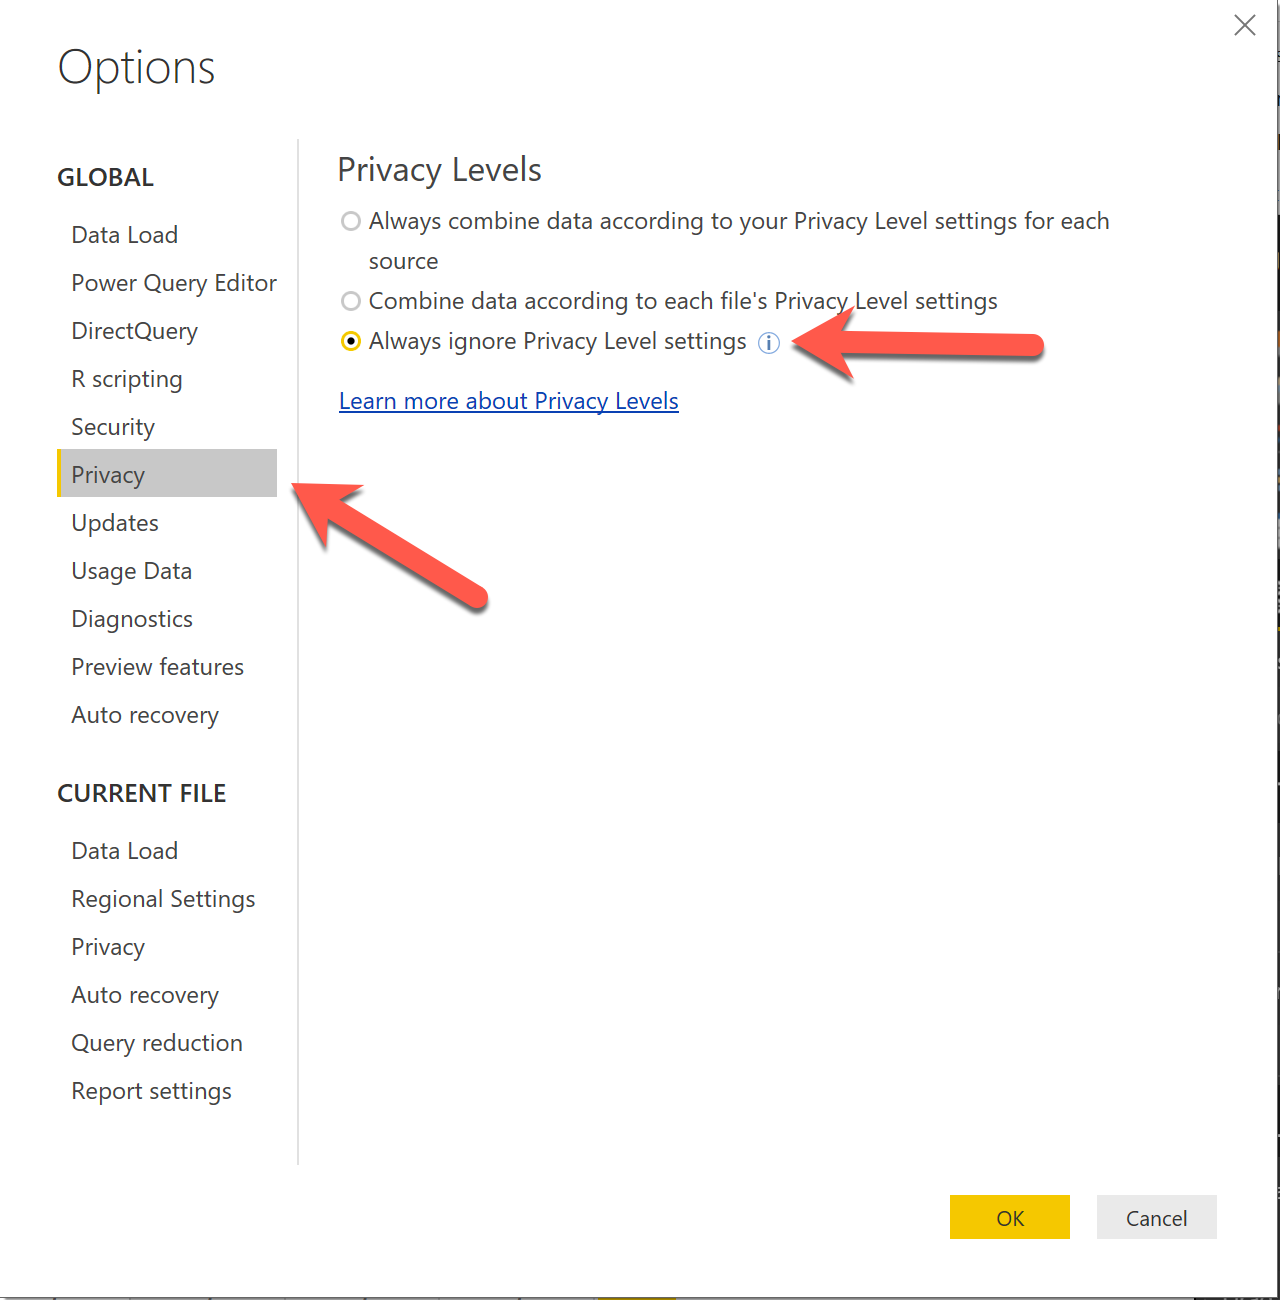 Options
GLOBAL
Data Load
Power Query Editor
DirectQuery
R scripting
Security
Privacy
Updates
Usage Data
Diagnostics
Preview features
Auto recovery
CURRENT FILE
Data Load
Regional Settings
Privacy
Auto recovery
Query reduction
Report settings
Privacy Levels
Always combine data according to your Privacy Level settings for each
source
Combine data according to each file's Privacy Level settings
Always ignore Privacy Level settings
Learn more about Privacy Levels
OK
Cancel